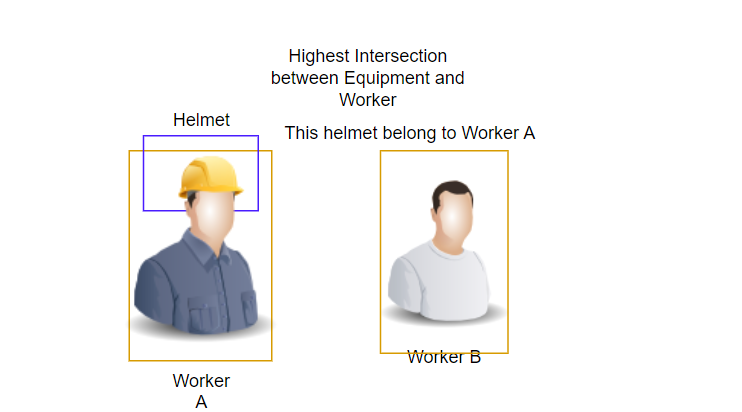 Highest Intersection
between Equipment and
Worker
Helmet
This helmet belong to Worker A
Worker B
Worker
A